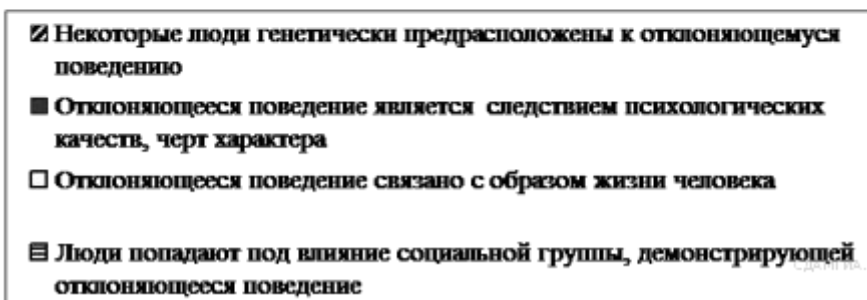 Некоторые люди генетически предрасположены к отклоняющемуся
поведению
Отклоняющееся поведение является следствием психологических
качеств, черт характера
Отклоняющееся поведение связано с образом жизни человека
Люди попадают под влияние социальной группы, демонстрирующей
отклоняющееся поведение